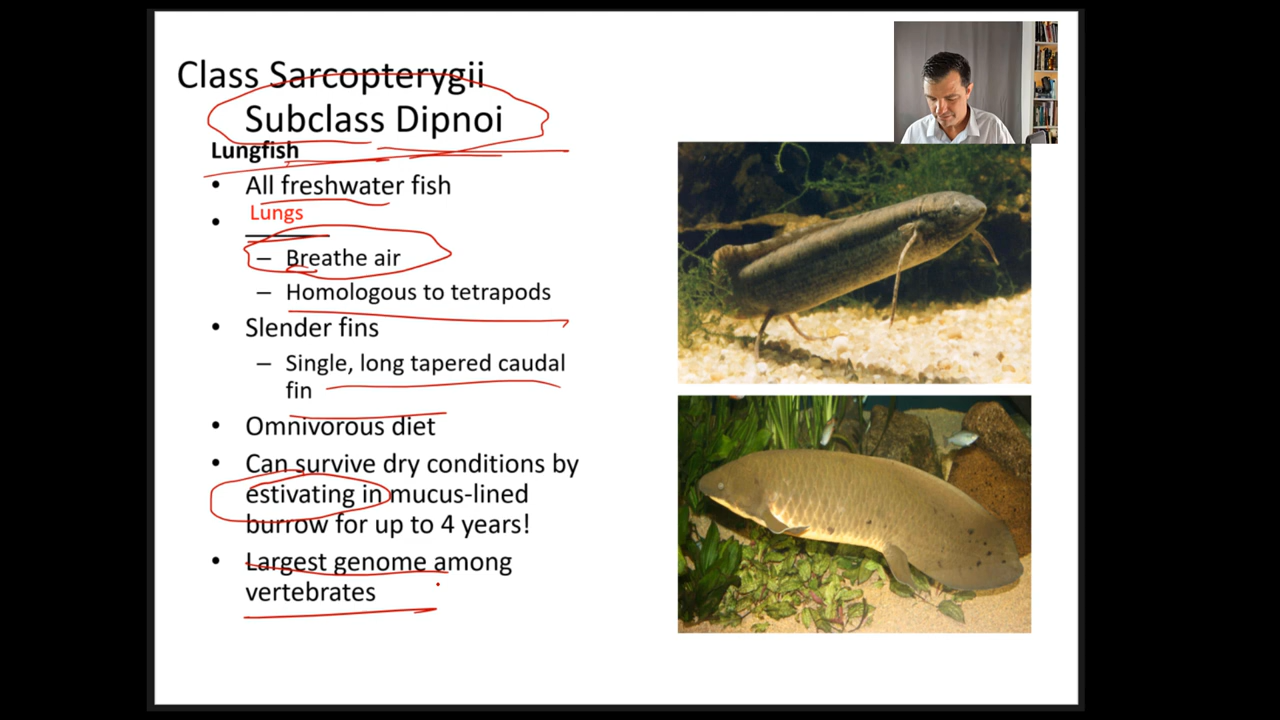 Class Sarcopterygii
Subclass Dipnoi
Lungfish
• All freshwater fish
• Lungs
– Breathe air
– Homologous to tetrapods
• Slender fins
– Single, long tapered caudal
fin
• Omnivorous diet
• Can survive dry conditions by
estivating in mucus-lined
burrow for up to 4 years!
• Largest genome among
vertebrates